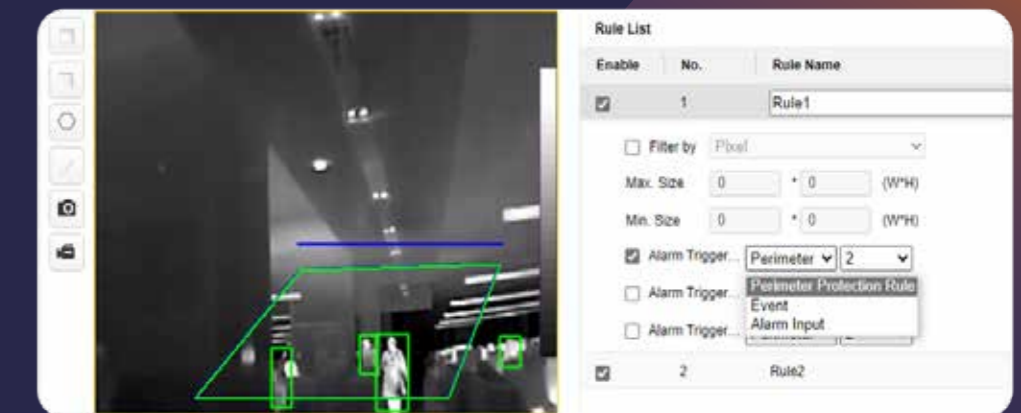 Rule List
Enable No. Rule Name
1 Rule1
Filter by Pixel
Max. Size 0 * 0 (W*H)
Min. Size 0 * 0 (W*H)
Alarm Trigger... Perimeter 2
Perimeter Protection Rule
Alarm Trigger...
Event
Alarm Input
Alarm Trigger...
2 Rule2